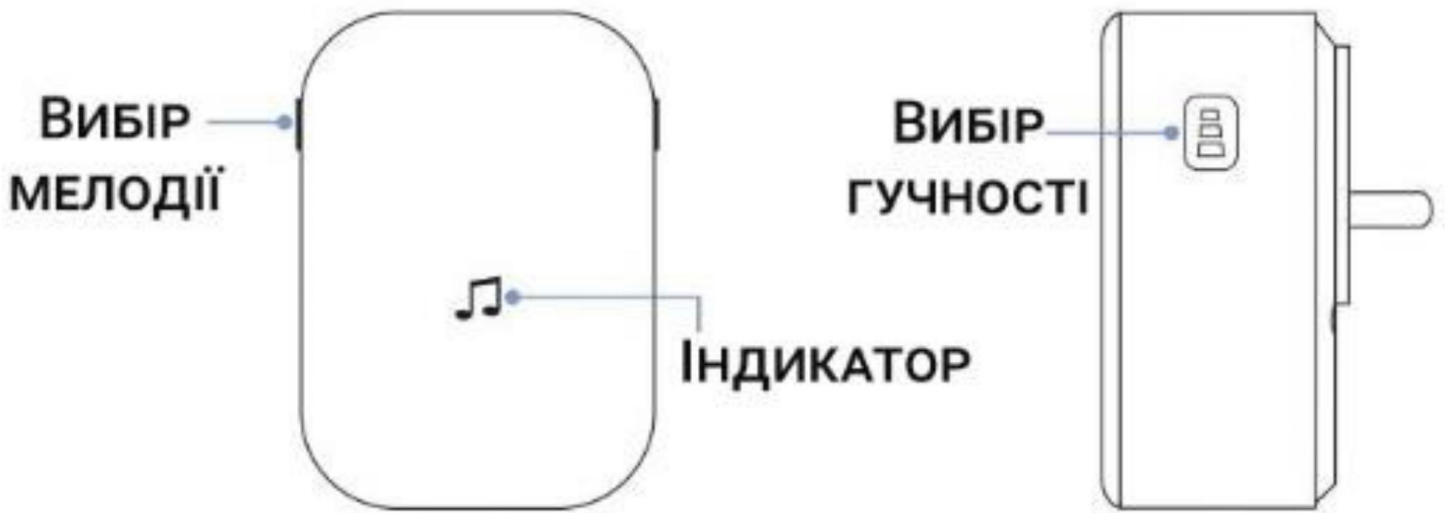 Вибір
мелодії
Індикатор
Вибір
гучності